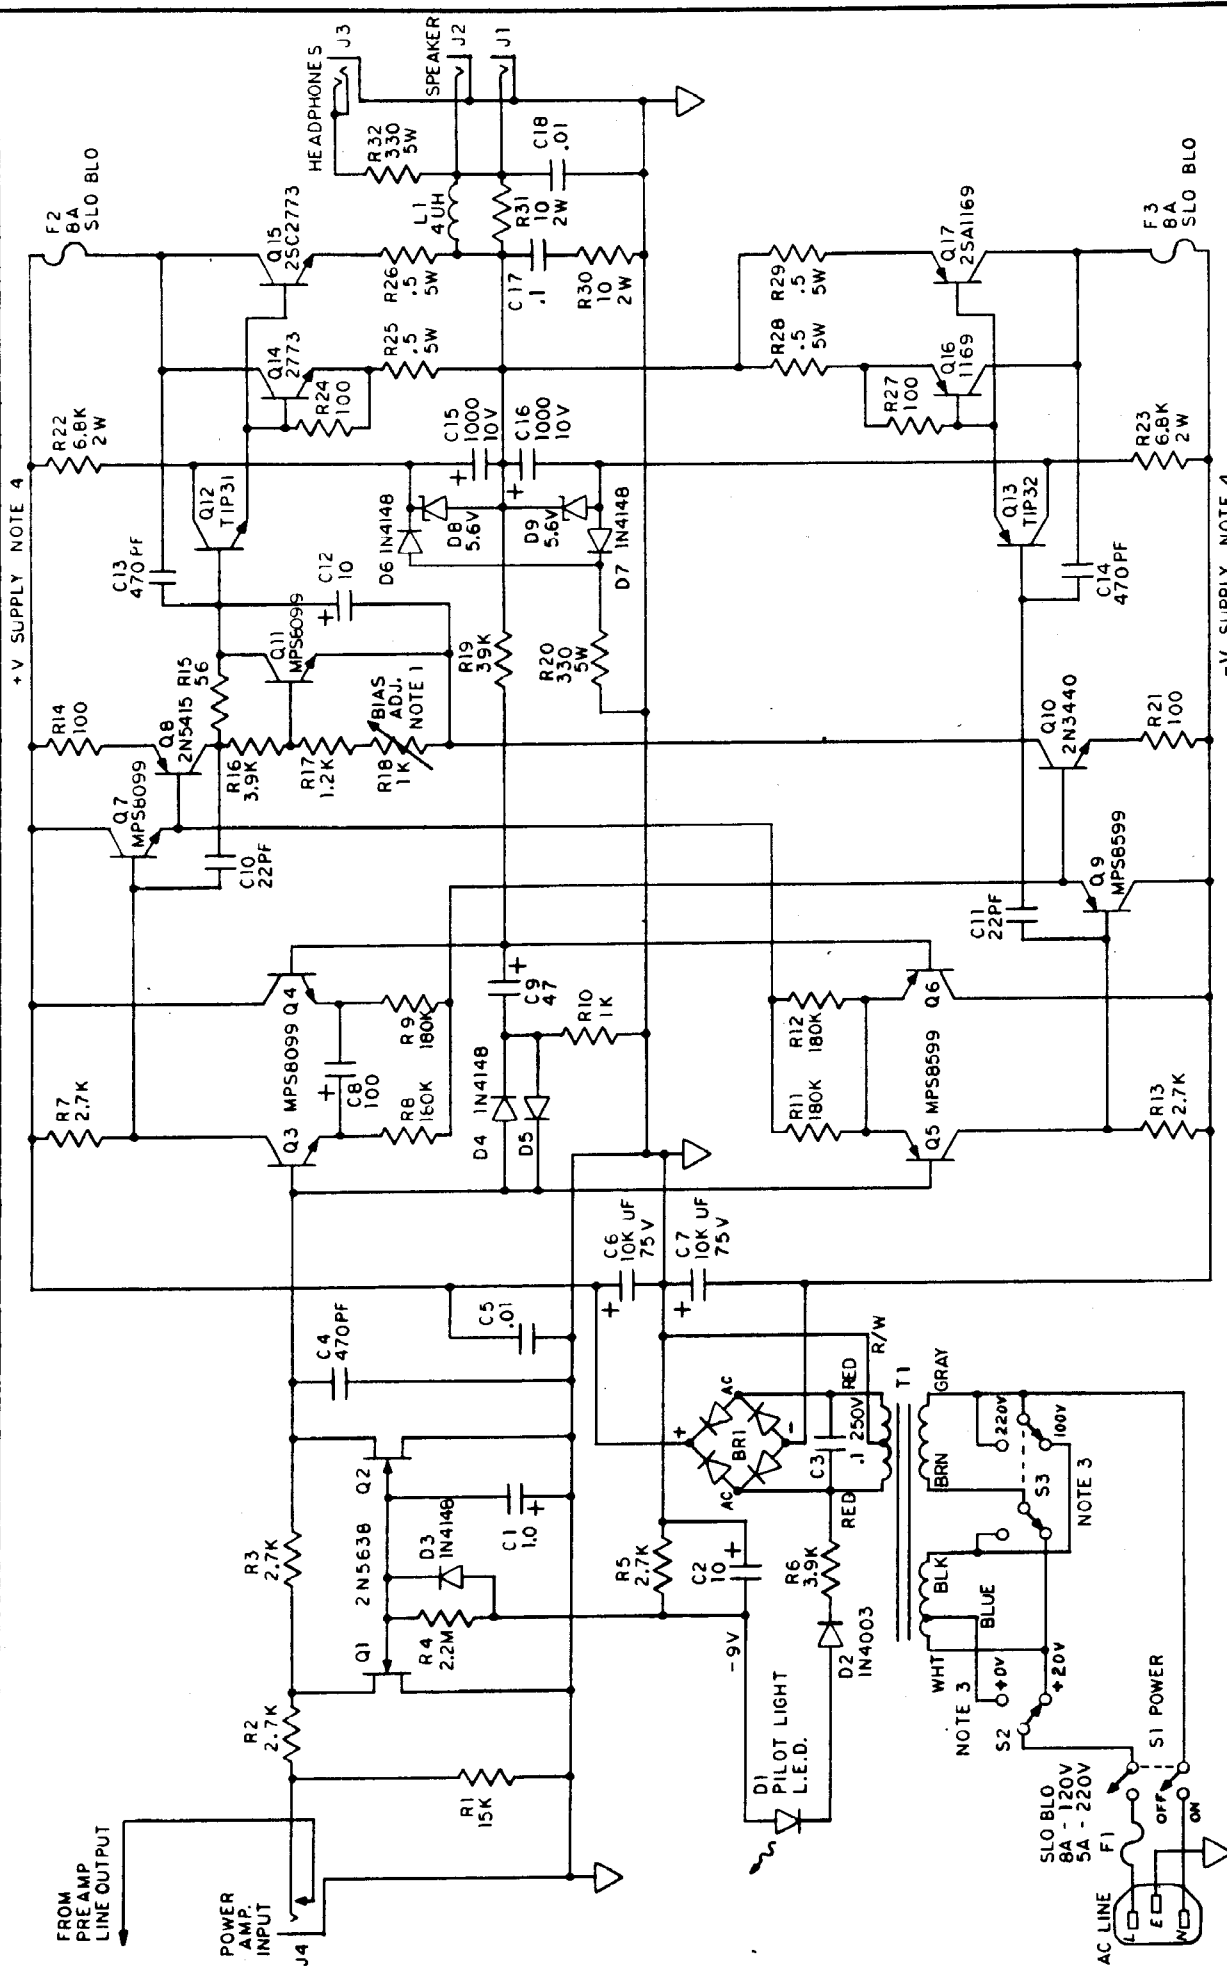 FROM
PREAMP
LINE OUTPUT
POWER
AMP.
INPUT
J4
R1
15K
R2
2.7K
R3
2.7K
2N5638
Q1
Q2
R4
2.2M
D3
1N4148
C1
1.0
C4
470PF
C5
.01
-9V
R5
2.7K
C2
10
R6
3.9K
D2
1N4003
D1
PILOT LIGHT
L.E.D.
C6
10K UF
75V
C7
10K UF
75V
AC
AC
BR1
C3
.1 250V
RED
RED
R/W
T1
WHT
BLUE
BLK
BRN
GRAY
220V
100V
S3
NOTE 3
NOTE 3
+0V
+20V
S2
S1 POWER
OFF
ON
SLO BLO
8A - 120V
5A - 220V
F1
AC LINE
L
E
N
+V SUPPLY NOTE 4
R7
2.7K
Q3
MPS8099
Q4
C8
100
R8
160K
R9
180K
D4
1N4148
D5
C9
47
R10
1K
R11
180K
R12
180K
Q5
MPS8599
Q6
R13
2.7K
Q7
MPS8099
C10
22PF
R14
100
Q8
2N5415
R15
56
R16
3.9K
R17
1.2K
R18
1K
BIAS
ADJ.
NOTE 1
Q11
MPS8099
C12
10
C13
470PF
Q12
TIP31
R22
6.8K
2W
R19
39K
R20
330
5W
D6 1N4148
D7 1N4148
D8
5.6V
D9
5.6V
C15
1000
10V
C16
1000
10V
C11
22PF
Q9
MPS8599
Q10
2N3440
R21
100
Q13
TIP32
C14
470PF
R23
6.8K
2W
-V SUPPLY NOTE 4
Q14
2773
R24
100
R25
.5
5W
Q15
2SC2773
R26
.5
5W
F2
8A
SLO BLO
L1
4UH
R31
10
2W
C17
.1
R30
10
2W
C18
.01
R32
330
5W
HEADPHONES
J3
SPEAKER
J2
J1
R27
100
Q16
1169
R28
.5
5W
R29
.5
5W
Q17
2SA1169
F3
8A
SLO BLO